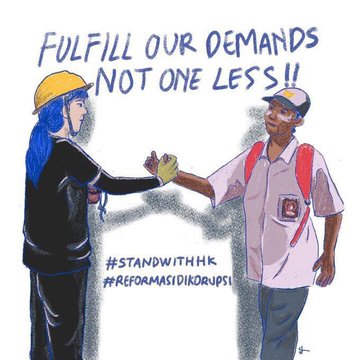 FULFILL OUR DEMANDS
NOT ONE LESS!!
#STANDWITHHK
#REFORMASIDIKORUPSI